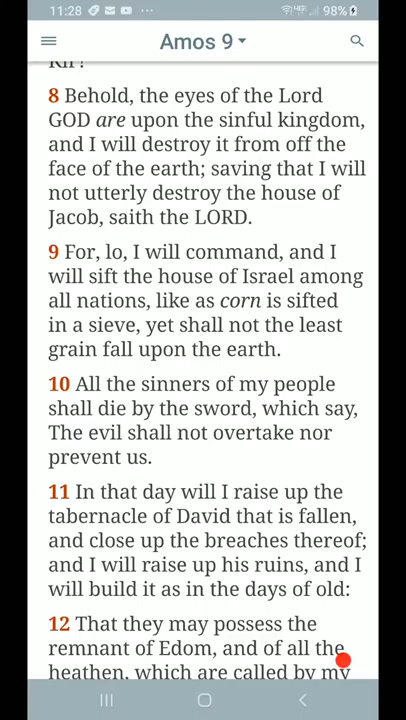 11:28 98%
Amos 9
Kir?
8 Behold, the eyes of the Lord
GOD are upon the sinful kingdom,
and I will destroy it from off the
face of the earth; saving that I will
not utterly destroy the house of
Jacob, saith the LORD.
9 For, lo, I will command, and I
will sift the house of Israel among
all nations, like as corn is sifted
in a sieve, yet shall not the least
grain fall upon the earth.
10 All the sinners of my people
shall die by the sword, which say,
The evil shall not overtake nor
prevent us.
11 In that day will I raise up the
tabernacle of David that is fallen,
and close up the breaches thereof;
and I will raise up his ruins, and I
will build it as in the days of old:
12 That they may possess the
remnant of Edom, and of all the
heathen, which are called by my